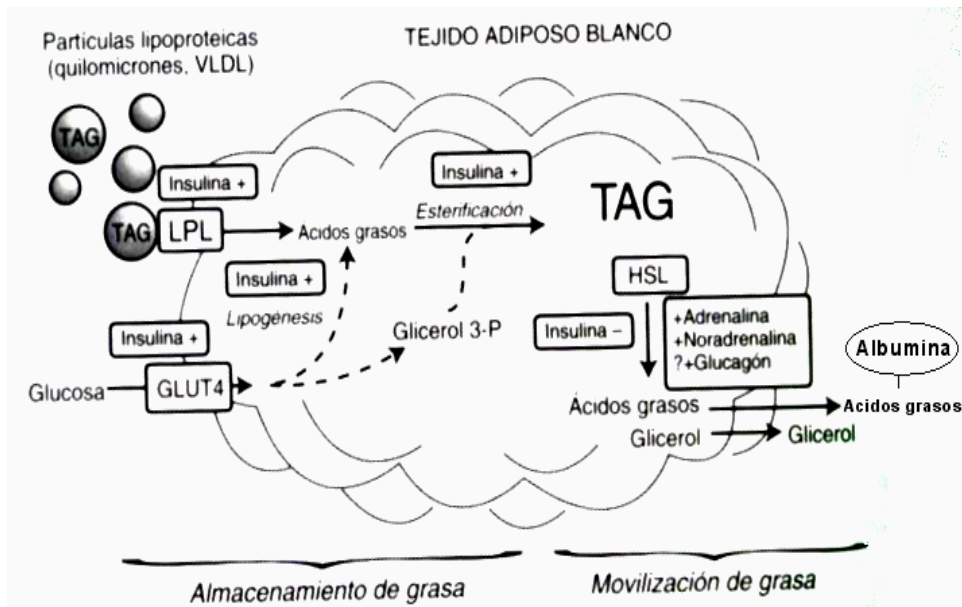 Partículas lipoproteicas
(quilomicrones, VLDL)
TEJIDO ADIPOSO BLANCO
TAG
Insulina +
TAG
LPL
Ácidos grasos
Insulina +
Esterificación
TAG
Insulina +
Lipogénesis
Glicerol 3-P
Insulina +
Glucosa
GLUT4
HSL
Insulina –
+Adrenalina
+Noradrenalina
?+Glucagón
Albumina
Ácidos grasos
Acidos grasos
Glicerol
Glicerol
Almacenamiento de grasa
Movilización de grasa